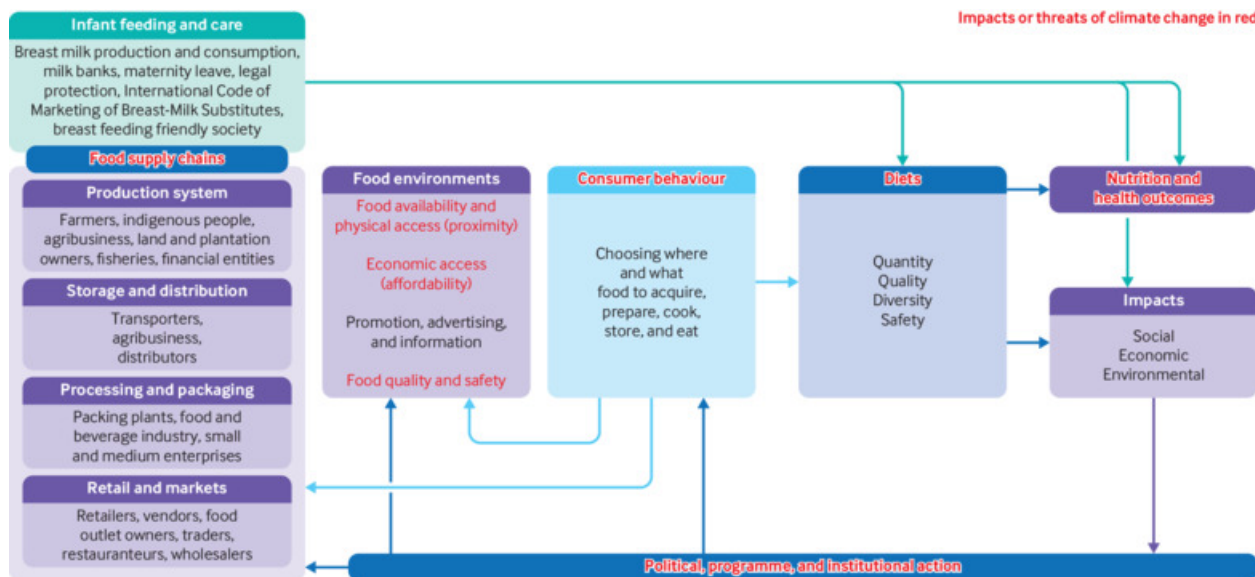 Infant feeding and care
Breast milk production and consumption,
milk banks, maternity leave, legal
protection, International Code of
Marketing of Breast-Milk Substitutes,
breast feeding friendly society
Impacts or threats of climate change in red
Food supply chains
Production system
Farmers, indigenous people,
agribusiness, land and plantation
owners, fisheries, financial entities
Storage and distribution
Transporters,
agribusiness,
distributors
Processing and packaging
Packing plants, food and
beverage industry, small
and medium enterprises
Retail and markets
Retailers, vendors, food
outlet owners, traders,
restauranteurs, wholesalers
Food environments
Food availability and
physical access (proximity)
Economic access
(affordability)
Promotion, advertising,
and information
Food quality and safety
Consumer behaviour
Choosing where
and what
food to acquire,
prepare, cook,
store, and eat
Diets
Quantity
Quality
Diversity
Safety
Nutrition and
health outcomes
Impacts
Social
Economic
Environmental
Political, programme, and institutional action